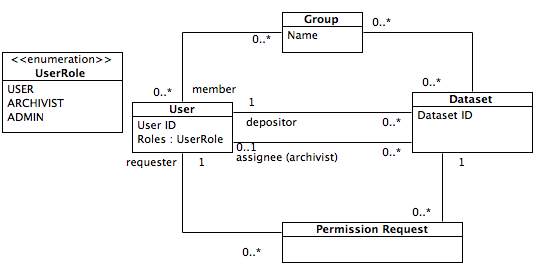 Group
Name
0..*
0..*
<<enumeration>>
UserRole
USER
ARCHIVIST
ADMIN
0..*
member
0..*
User
User ID
Roles : UserRole
1
depositor
0..*
Dataset
Dataset ID
requester
1
0..1
assignee (archivist)
0..*
1
0..*
Permission Request
0..*